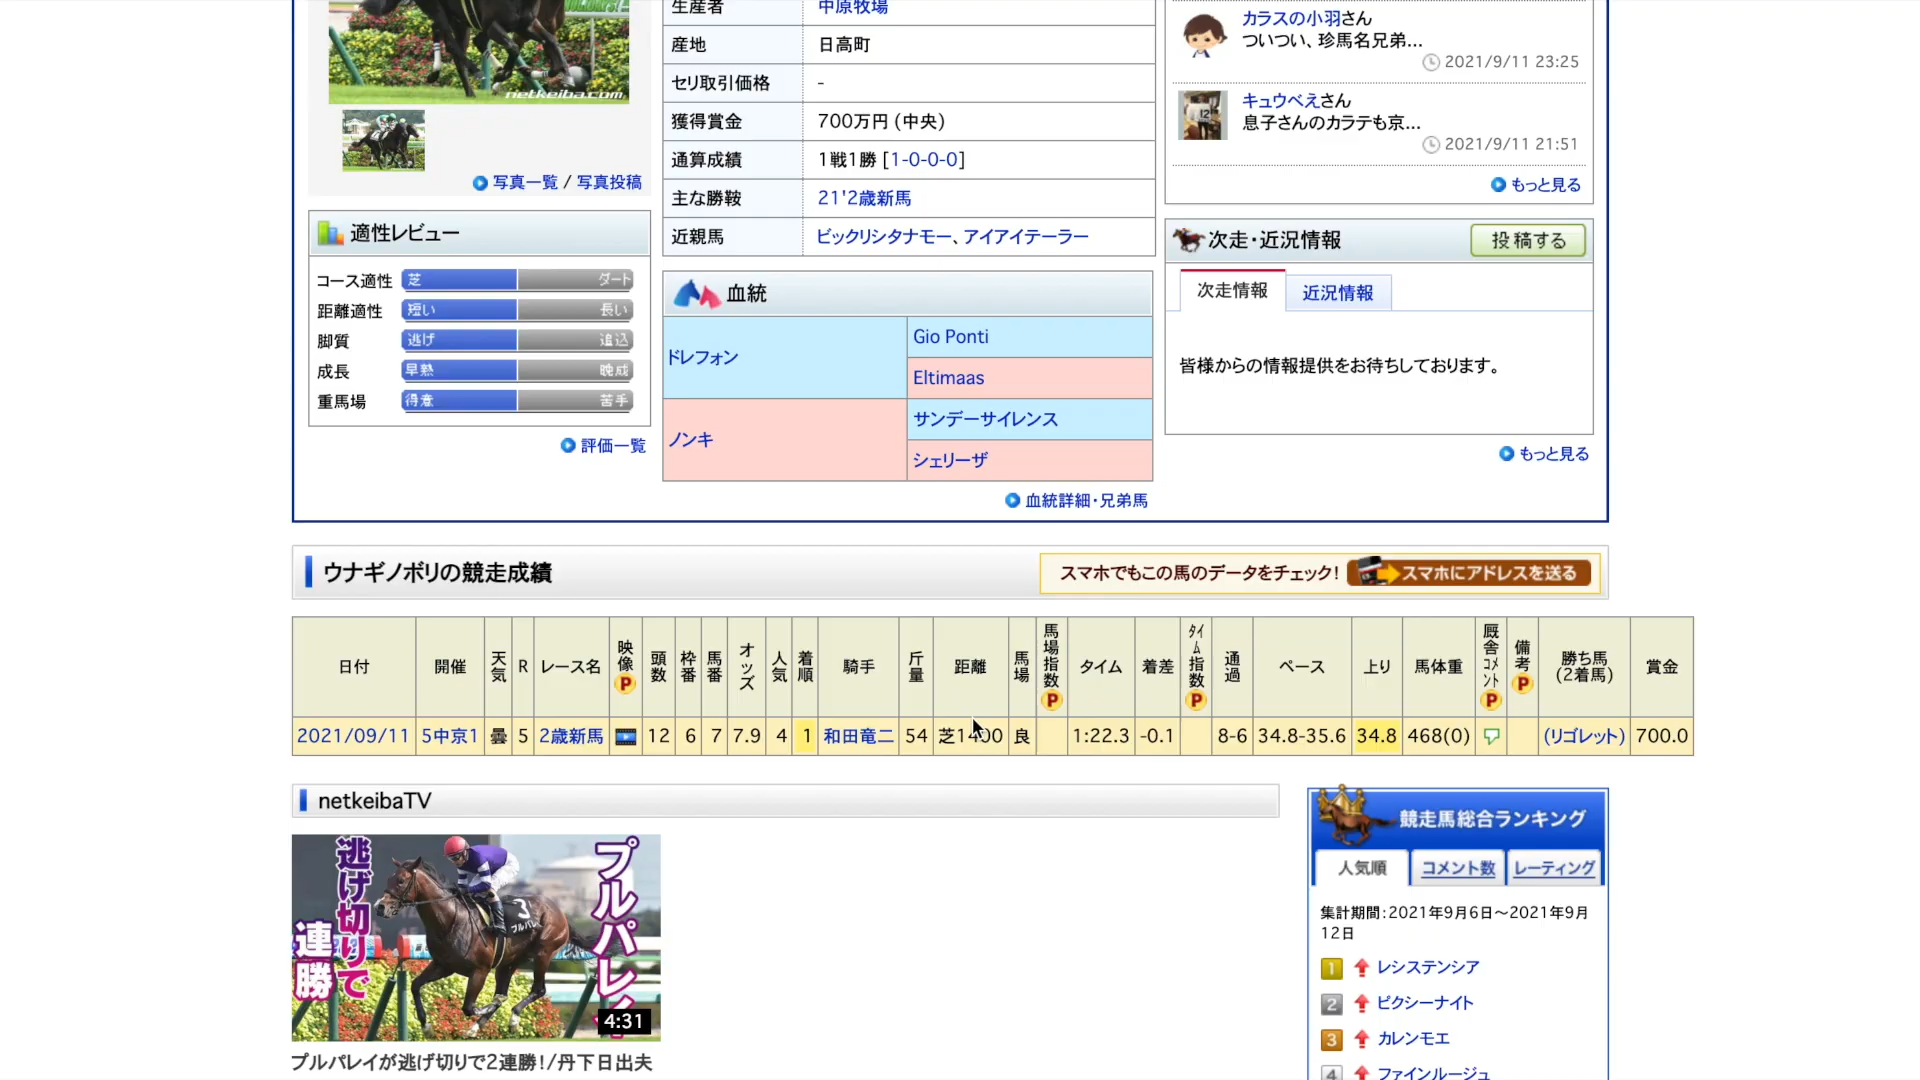 netkeiba.com
写真一覧 / 写真投稿
適性レビュー
コース適性 芝 ダート
距離適性 短い 長い
脚質 逃げ 追込
成長 早熟 晩成
重馬場 得意 苦手
評価一覧
生産者 中原牧場
産地 日高町
セリ取引価格 -
獲得賞金 700万円 (中央)
通算成績 1戦1勝 [1-0-0-0]
主な勝鞍 21'2歳新馬
近親馬 ビックリシタナモー、アイアイテーラー
血統
ドレフォン
Gio Ponti
Eltimaas
ノンキ
サンデーサイレンス
シェリーザ
血統詳細・兄弟馬
カラスの小羽さん
ついつい、珍馬名兄弟...
2021/9/11 23:25
キュウべえさん
息子さんのカラテも京...
2021/9/11 21:51
もっと見る
次走・近況情報 投稿する
次走情報 近況情報
皆様からの情報提供をお待ちしております。
もっと見る
ウナギノボリの競走成績
スマホでもこの馬のデータをチェック! スマホにアドレスを送る
日付 開催 天気 R レース名 映像 P 頭数 枠番 馬番 オッズ 人気 着順 騎手 斤量 距離 馬場 馬場指数 P タイム 着差 タイム指数 P 通過 ペース 上り 馬体重 厩舎コメント P 備考 P 勝ち馬(2着馬) 賞金
2021/09/11 5中京1 曇 5 2歳新馬 12 6 7 7.9 4 1 和田竜二 54 芝1400 良 1:22.3 -0.1 8-6 34.8-35.6 34.8 468(0) (リゴレット) 700.0
netkeibaTV
逃げ切りで
連勝
プルパレイ
3
プルパレイ
4:31
プルパレイが逃げ切りで2連勝!/丹下日出夫
競走馬総合ランキング
人気順 コメント数 レーティング
集計期間:2021年9月6日〜2021年9月
12日
1 レシステンシア
2 ピクシーナイト
3 カレンモエ
4 ファインルージュ